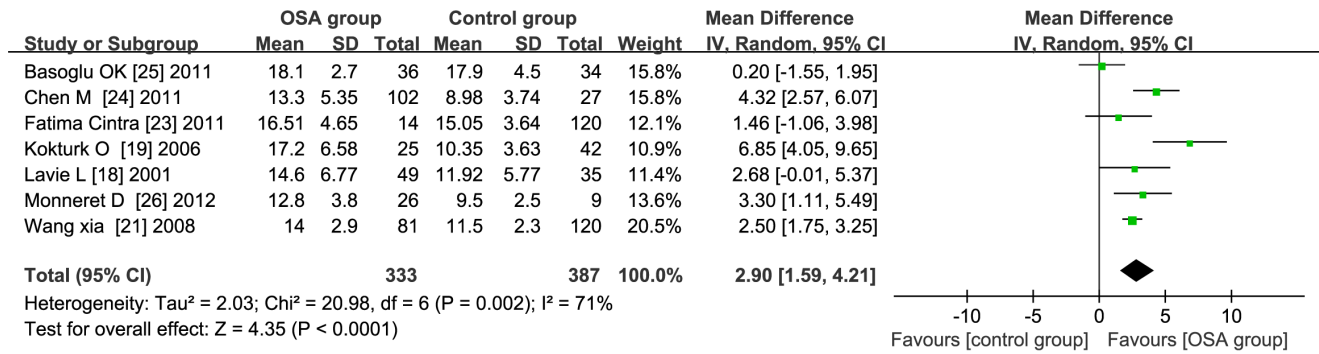 OSA group Control group Mean Difference Mean Difference
Study or Subgroup Mean SD Total Mean SD Total Weight IV, Random, 95% CI IV, Random, 95% CI
Basoglu OK [25] 2011 18.1 2.7 36 17.9 4.5 34 15.8% 0.20 [-1.55, 1.95]
Chen M [24] 2011 13.3 5.35 102 8.98 3.74 27 15.8% 4.32 [2.57, 6.07]
Fatima Cintra [23] 2011 16.51 4.65 14 15.05 3.64 120 12.1% 1.46 [-1.06, 3.98]
Kokturk O [19] 2006 17.2 6.58 25 10.35 3.63 42 10.9% 6.85 [4.05, 9.65]
Lavie L [18] 2001 14.6 6.77 49 11.92 5.77 35 11.4% 2.68 [-0.01, 5.37]
Monneret D [26] 2012 12.8 3.8 26 9.5 2.5 9 13.6% 3.30 [1.11, 5.49]
Wang xia [21] 2008 14 2.9 81 11.5 2.3 120 20.5% 2.50 [1.75, 3.25]
Total (95% CI) 333 387 100.0% 2.90 [1.59, 4.21]
Heterogeneity: Tau² = 2.03; Chi² = 20.98, df = 6 (P = 0.002); I² = 71%
Test for overall effect: Z = 4.35 (P < 0.0001)
-10 -5 0 5 10
Favours [control group] Favours [OSA group]